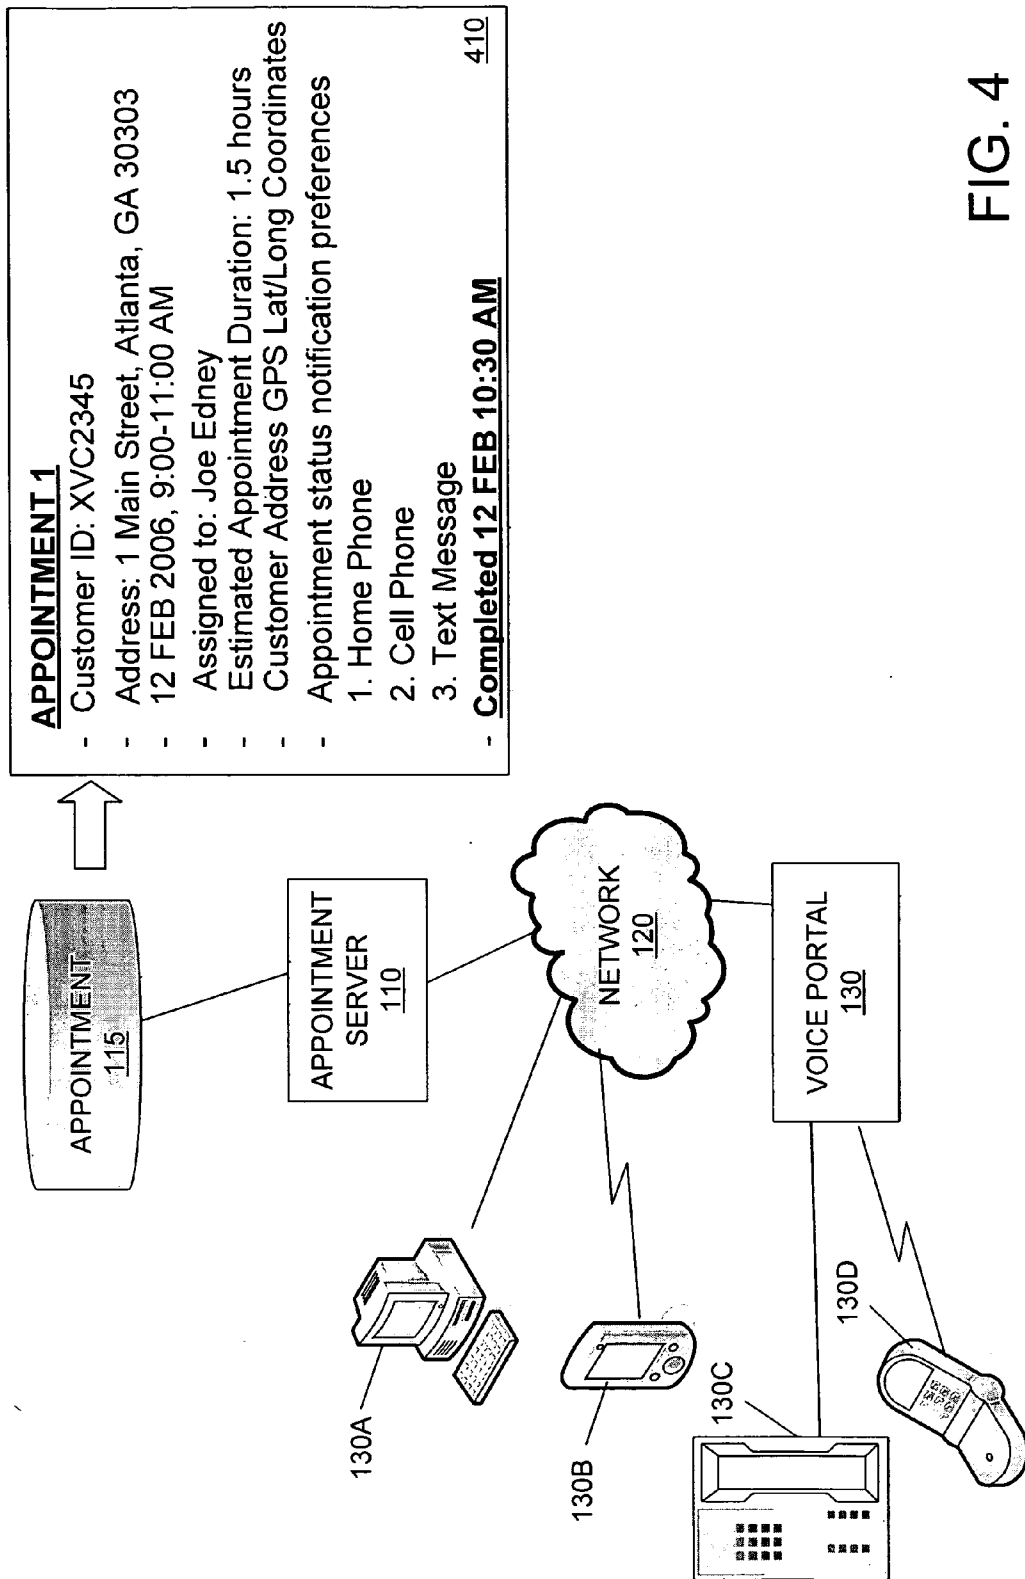 APPOINTMENT
115
APPOINTMENT 1
- Customer ID: XVC2345
- Address: 1 Main Street, Atlanta, GA 30303
- 12 FEB 2006, 9:00-11:00 AM
- Assigned to: Joe Edney
- Estimated Appointment Duration: 1.5 hours
- Customer Address GPS Lat/Long Coordinates
- Appointment status notification preferences
1. Home Phone
2. Cell Phone
3. Text Message
- Completed 12 FEB 10:30 AM
410
APPOINTMENT
SERVER
110
130A
130B
NETWORK
120
130C
130D
VOICE PORTAL
130
FIG. 4